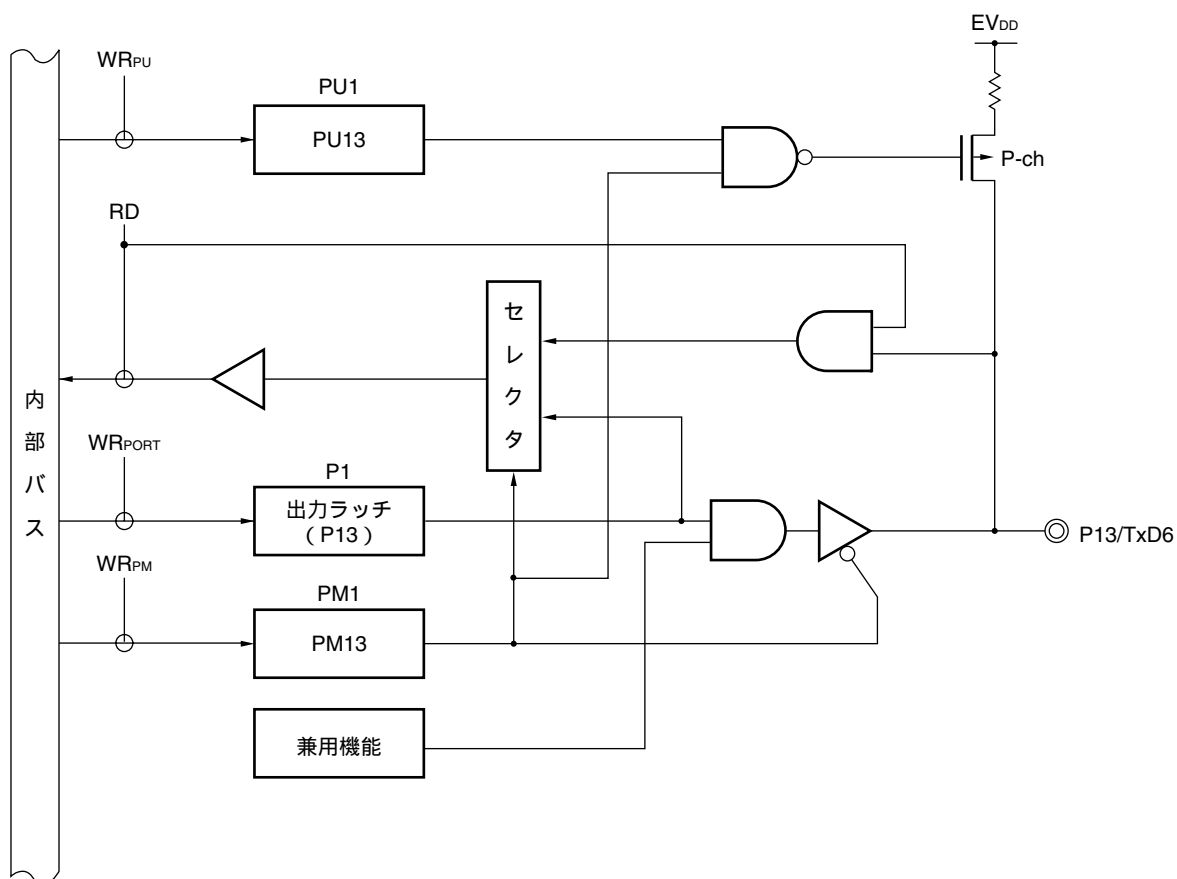 EVDD
WRPU
PU1
PU13
P-ch
RD
セレクタ
内部バス
WRPORT
P1
出力ラッチ
(P13)
P13/TxD6
WRPM
PM1
PM13
兼用機能